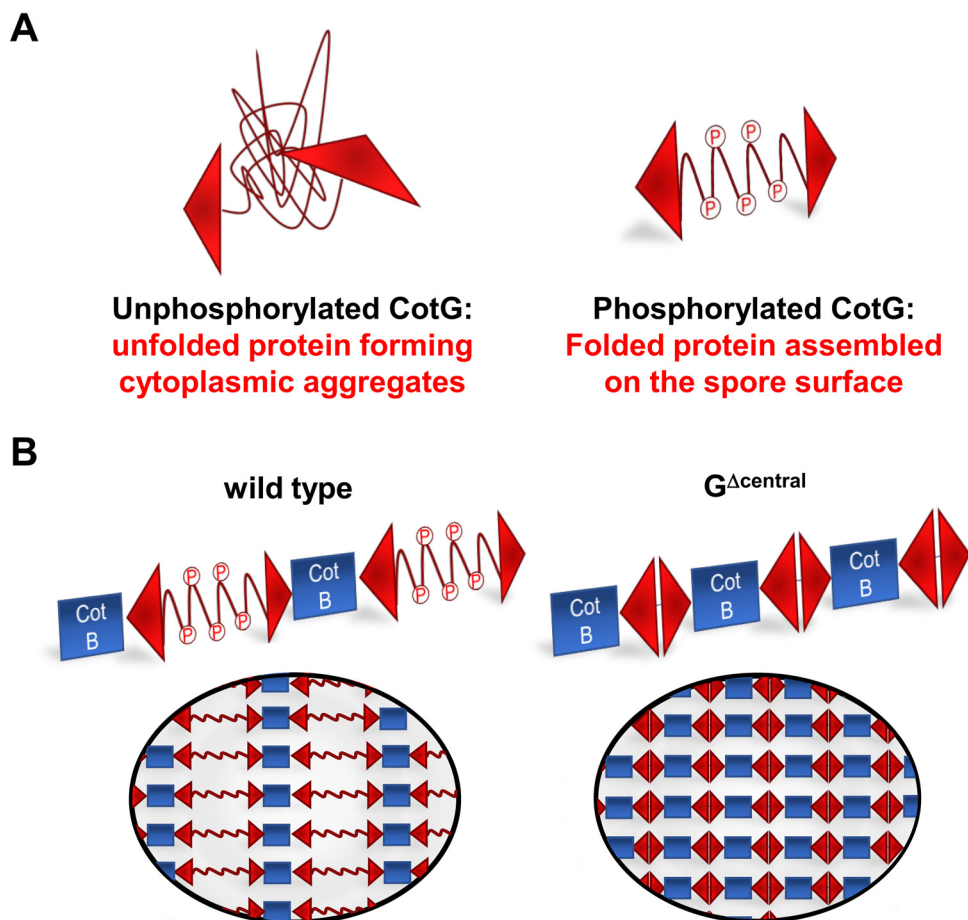 A
P P
P P P
Unphosphorylated CotG:
unfolded protein forming
cytoplasmic aggregates
Phosphorylated CotG:
Folded protein assembled
on the spore surface
B
wild type
GΔcentral
Cot
B
P P
P P P
Cot
B
P P
P P P
Cot
B
Cot
B
Cot
B